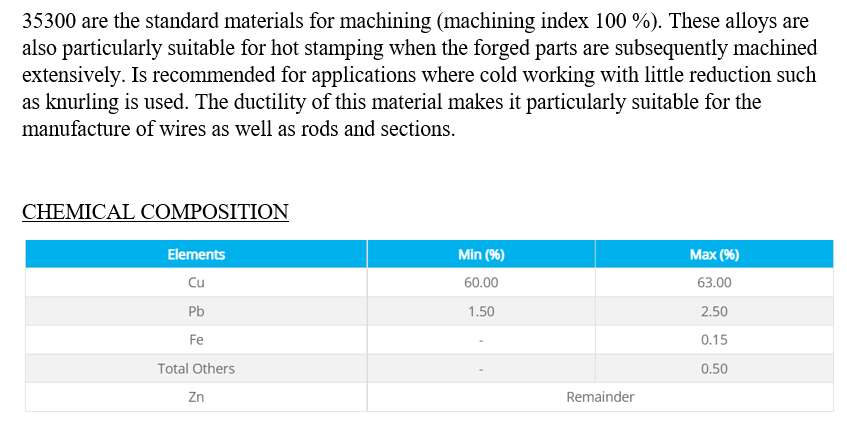 35300 are the standard materials for machining (machining index 100 %). These alloys are
also particularly suitable for hot stamping when the forged parts are subsequently machined
extensively. Is recommended for applications where cold working with little reduction such
as knurling is used. The ductility of this material makes it particularly suitable for the
manufacture of wires as well as rods and sections.
CHEMICAL COMPOSITION
Elements Min (%) Max (%)
Cu 60.00 63.00
Pb 1.50 2.50
Fe - 0.15
Total Others - 0.50
Zn Remainder